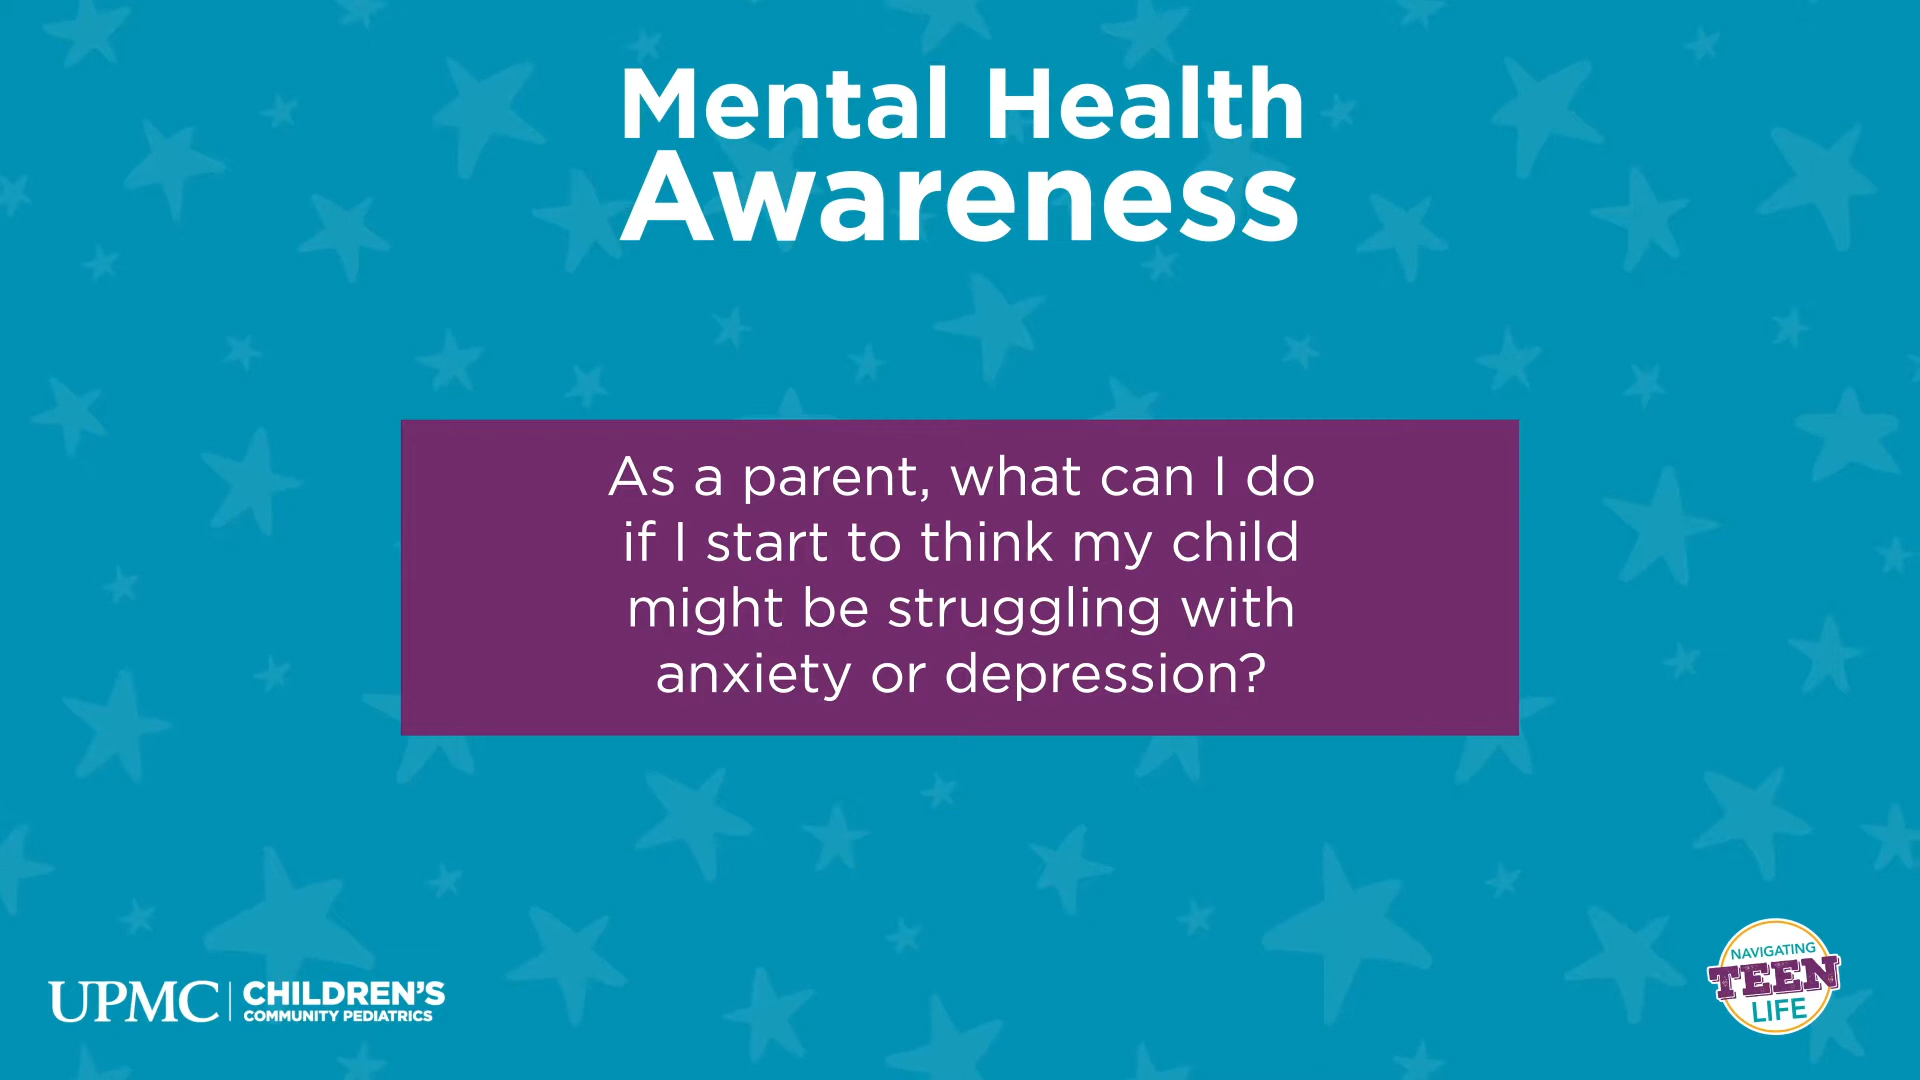 Mental Health
Awareness
As a parent, what can I do
if I start to think my child
might be struggling with
anxiety or depression?
UPMC | CHILDREN'S
COMMUNITY PEDIATRICS
NAVIGATING
TEEN
LIFE